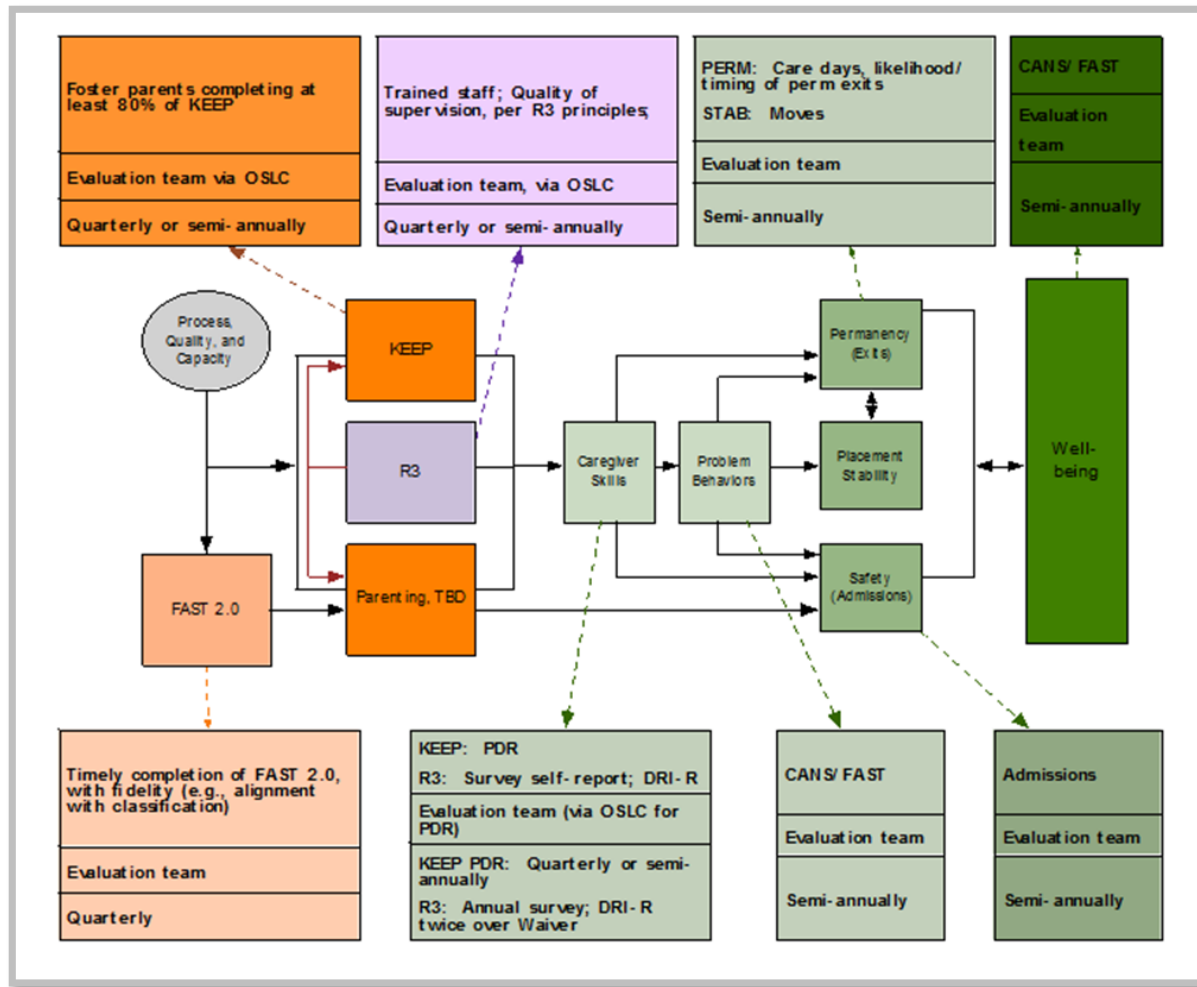 Foster parents completing at
least 80% of KEEP
Evaluation team via OSLC
Quarterly or semi-annually
Trained staff; Quality of
supervision, per R3 principles;
Evaluation team, via OSLC
Quarterly or semi-annually
PERM: Care days, likelihood/
timing of perm exits
STAB: Moves
Evaluation team
Semi-annually
CANS/ FAST
Evaluation
team
Semi-annually
Process,
Quality, and
Capacity
KEEP
R3
Parenting, TBD
FAST 2.0
Caregiver
Skills
Problem
Behaviors
Permanency
(Exits)
Placement
Stability
Safety
(Admissions)
Well-
being
Timely completion of FAST 2.0,
with fidelity (e.g., alignment
with classification)
Evaluation team
Quarterly
KEEP: PDR
R3: Survey self-report; DRI-R
Evaluation team (via OSLC for
PDR)
KEEP PDR: Quarterly or semi-
annually
R3: Annual survey; DRI-R
twice over Waiver
CANS/ FAST
Evaluation team
Semi-annually
Admissions
Evaluation team
Semi-annually